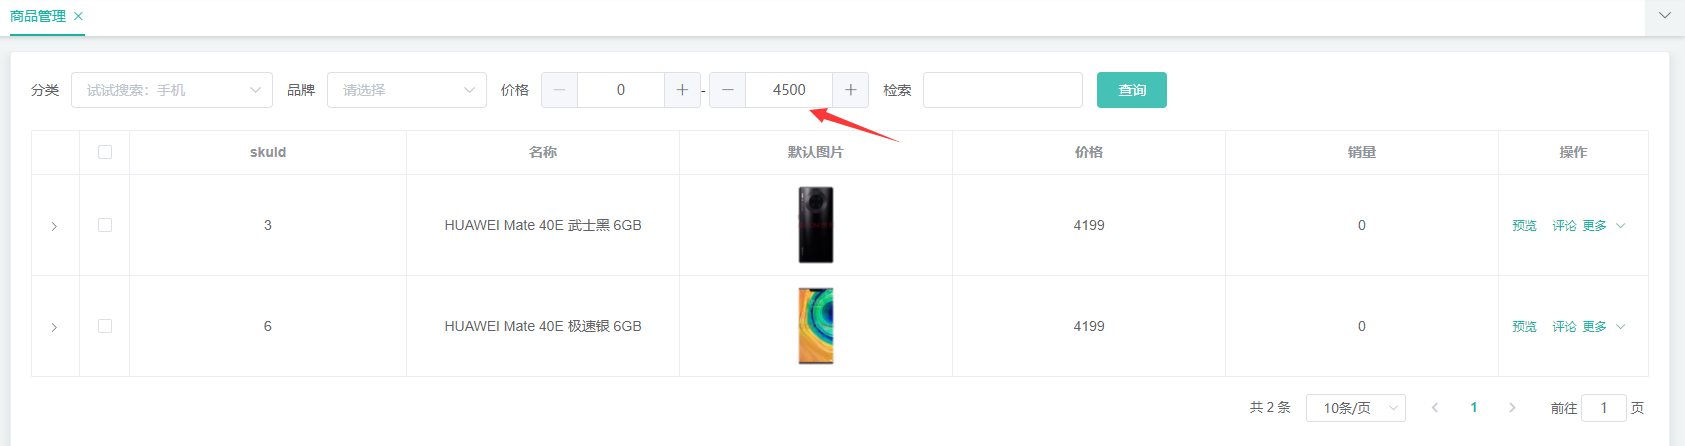 商品管理
分类 试试搜索：手机 品牌 请选择 价格 0 - 4500 检索 查询
skuId 名称 默认图片 价格 销量 操作
3 HUAWEI Mate 40E 武士黑 6GB 4199 0 预览 评论 更多
6 HUAWEI Mate 40E 极速银 6GB 4199 0 预览 评论 更多
共 2 条 10条/页 1 前往 1 页